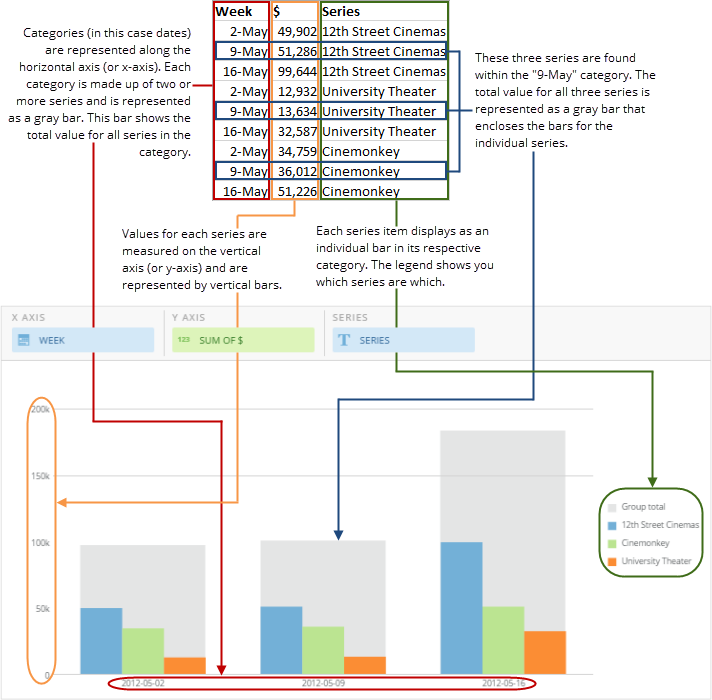 Week $ Series
2-May 49,902 12th Street Cinemas
9-May 51,286 12th Street Cinemas
16-May 99,644 12th Street Cinemas
2-May 12,932 University Theater
9-May 13,634 University Theater
16-May 32,587 University Theater
2-May 34,759 Cinemonkey
9-May 36,012 Cinemonkey
16-May 51,226 Cinemonkey
Categories (in this case dates)
are represented along the
horizontal axis (or x-axis). Each
category is made up of two or
more series and is represented
as a gray bar. This bar shows the
total value for all series in the
category.
These three series are found
within the "9-May" category. The
total value for all three series is
represented as a gray bar that
encloses the bars for the
individual series.
Values for each series are
measured on the vertical
axis (or y-axis) and are
represented by vertical bars.
Each series item displays as an
individual bar in its respective
category. The legend shows you
which series are which.
X AXIS
WEEK
Y AXIS
123 SUM OF $
SERIES
T SERIES
200k
150k
100k
50k
0
Group total
12th Street Cinemas
Cinemonkey
University Theater
2012-05-02 2012-05-09 2012-05-16